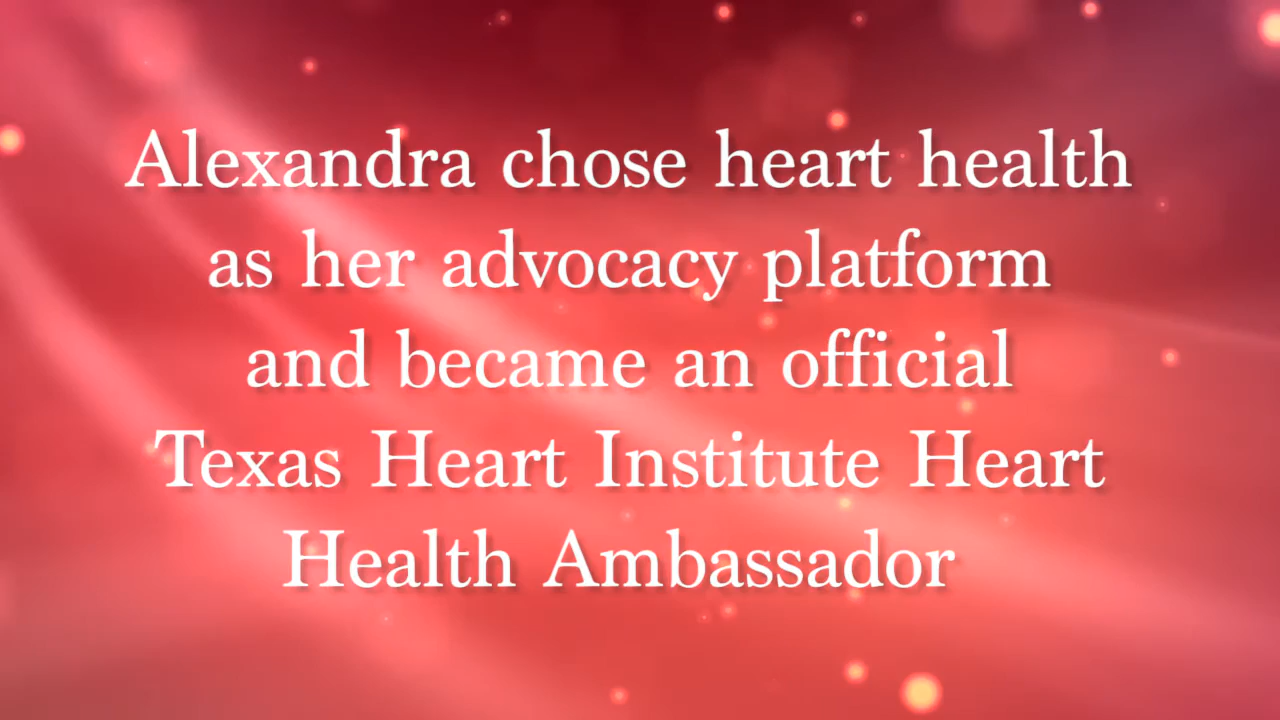 Alexandra chose heart health
as her advocacy platform
and became an official
Texas Heart Institute Heart
Health Ambassador